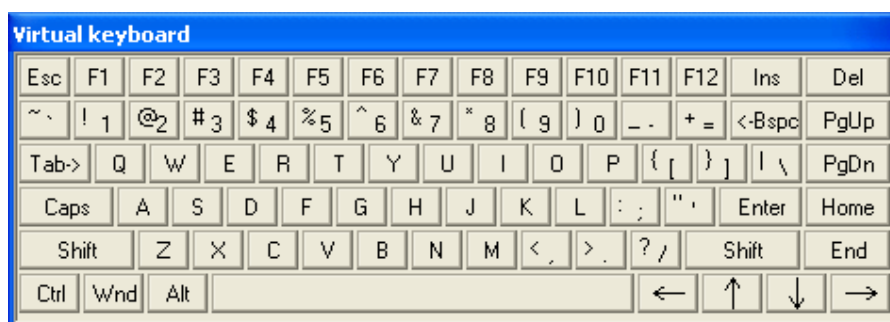 Virtual keyboard
Esc F1 F2 F3 F4 F5 F6 F7 F8 F9 F10 F11 F12 Ins Del
~ ` ! 1 @2 # 3 $ 4 % 5 ^ 6 & 7 * 8 ( 9 ) 0 _ - + = <-Bspc PgUp
Tab-> Q W E R T Y U I O P { [ } ] | \ PgDn
Caps A S D F G H J K L : ; " ' Enter Home
Shift Z X C V B N M < , > . ? / Shift End
Ctrl Wnd Alt ← ↑ ↓ →